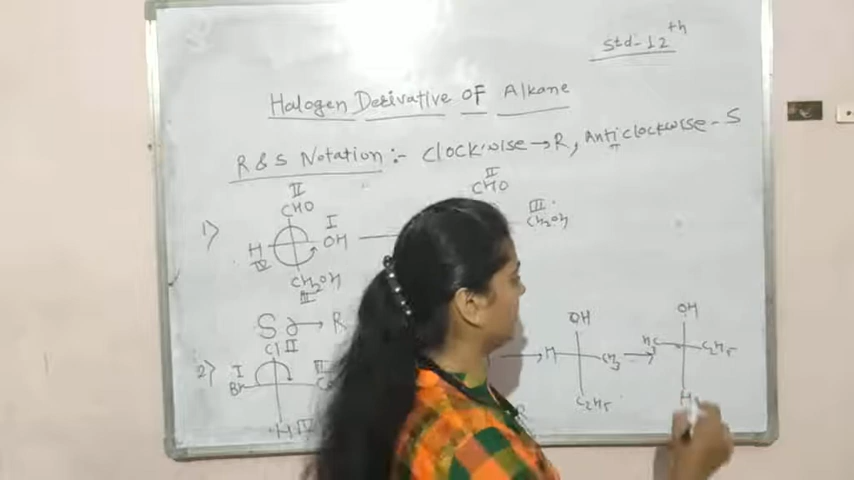 Std-12th
Halogen Derivative of Alkane
R & S Notation :- Clockwise → R, Anticlockwise - S
II
CHO
1) H IV I OH
CH2OH
III
II
CHO
III
CH2OH
S → R
2) I Br Cl II
H IV
OH
H CH3
C2H5
→
OH
H3C C2H5
H